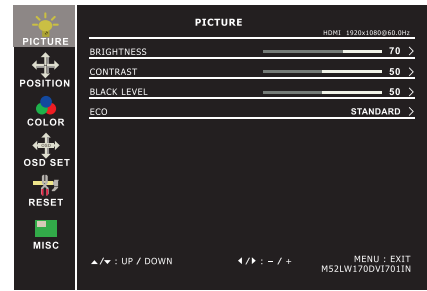 PICTURE
HDMI 1920x1080@60.0Hz
PICTURE
BRIGHTNESS 70 >
CONTRAST 50 >
POSITION
BLACK LEVEL 50 >
ECO STANDARD >
COLOR
OSD SET
RESET
MISC
▲/▼ : UP / DOWN ◀/▶ : – / + MENU : EXIT
M52LW170DVI701IN